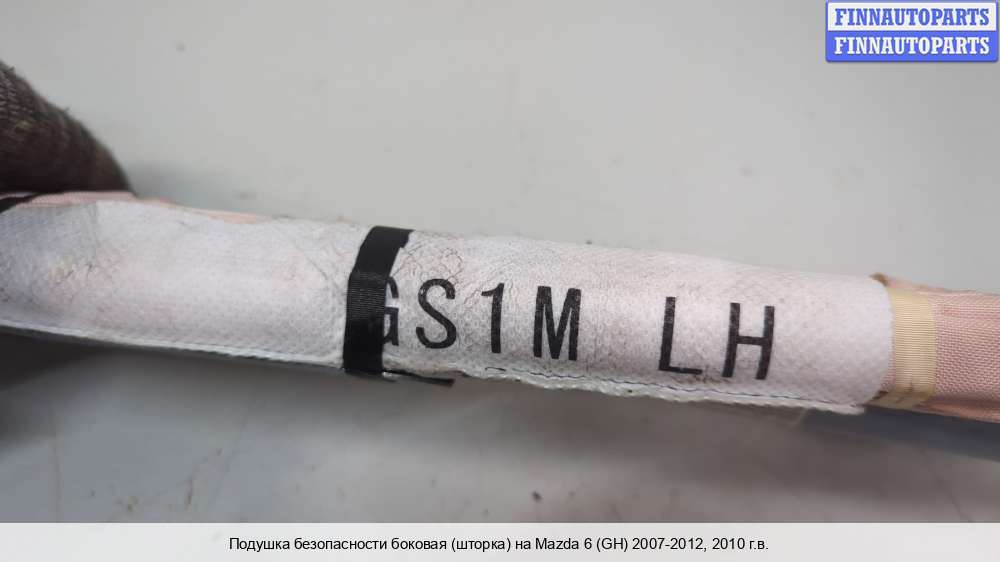 FINNAUTOPARTS
FINNAUTOPARTS
GS1M LH
Подушка безопасности боковая (шторка) на Mazda 6 (GH) 2007-2012, 2010 г.в.